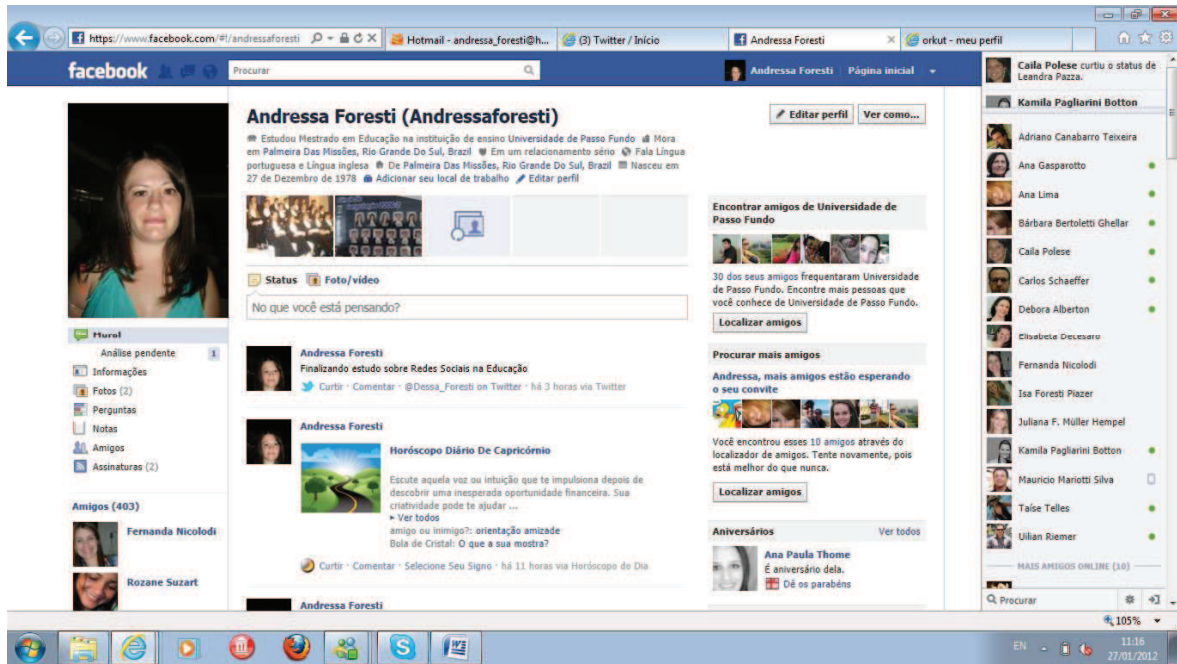 https://www.facebook.com/#!/andressaforesti
Hotmail - andressa_foresti@h...
(3) Twitter / Início
Andressa Foresti
orkut - meu perfil
facebook
Procurar
Andressa Foresti
Página inicial
Andressa Foresti (Andressaforesti)
Editar perfil
Ver como...
Estudou Mestrado em Educação na instituição de ensino Universidade de Passo Fundo Mora
em Palmeira Das Missões, Rio Grande Do Sul, Brazil Em um relacionamento sério Fala Língua
portuguesa e Língua inglesa De Palmeira Das Missões, Rio Grande Do Sul, Brazil Nasceu em
27 de Dezembro de 1978 Adicionar seu local de trabalho Editar perfil
Status Foto/vídeo
No que você está pensando?
Mural
Análise pendente 1
Informações
Fotos (2)
Perguntas
Notas
Amigos
Assinaturas (2)
Amigos (403)
Fernanda Nicolodi
Rozane Suzart
Andressa Foresti
Finalizando estudo sobre Redes Sociais na Educação
Curtir · Comentar · @Dessa_Foresti on Twitter · há 3 horas via Twitter
Andressa Foresti
Horóscopo Diário De Capricórnio
Escute aquela voz ou intuição que te impulsiona depois de
descobrir uma inesperada oportunidade financeira. Sua
criatividade pode te ajudar ...
Ver todos
amigo ou inimigo?: orientação amizade
Bola de Cristal: O que a sua mostra?
Curtir · Comentar · Selecione Seu Signo · há 11 horas via Horóscopo do Dia
Andressa Foresti
Encontrar amigos de Universidade de
Passo Fundo
30 dos seus amigos frequentaram Universidade
de Passo Fundo. Encontre mais pessoas que
você conhece de Universidade de Passo Fundo.
Localizar amigos
Procurar mais amigos
Andressa, mais amigos estão esperando
o seu convite
Você encontrou esses 10 amigos através do
localizador de amigos. Tente novamente, pois
está melhor do que nunca.
Localizar amigos
Aniversários
Ver todos
Ana Paula Thome
É aniversário dela.
Dê os parabéns
Caila Polese curtiu o status de
Leandra Pazza.
Kamila Pagliarini Botton
Adriano Canabarro Teixeira
Ana Gasparotto
Ana Lima
Bárbara Bertoletti Ghellar
Caila Polese
Carlos Schaeffer
Debora Alberton
Elisabete Decesaro
Fernanda Nicolodi
Isa Foresti Piazer
Juliana F. Müller Hempel
Kamila Pagliarini Botton
Mauricio Mariotti Silva
Taíse Telles
Uilian Riemer
MAIS AMIGOS ONLINE (10)
Procurar
105%
EN
11:16
27/01/2012